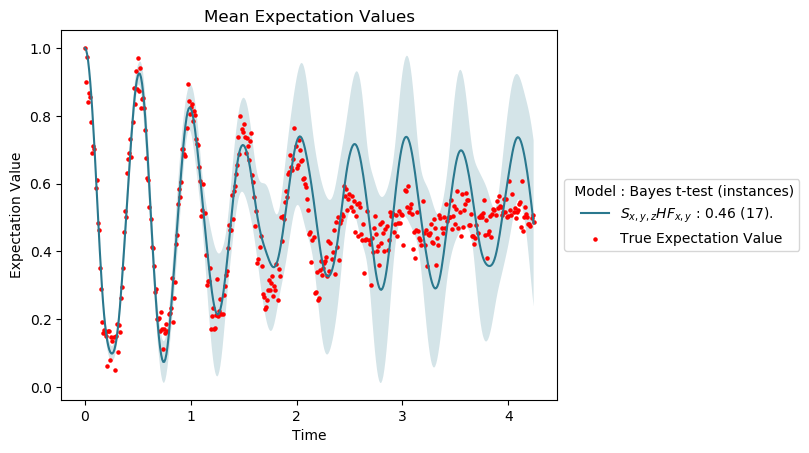 Mean Expectation Values
Expectation Value
1.0
0.8
0.6
0.4
0.2
0.0
0 1 2 3 4
Time
Model : Bayes t-test (instances)
$S_{x,y,z}HF_{x,y}$ : 0.46 (17).
True Expectation Value